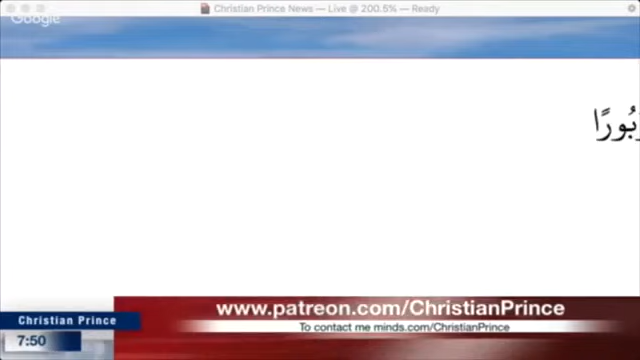 Christian Prince News — Live @ 200.5% — Ready
Google
www.patreon.com/ChristianPrince
To contact me minds.com/ChristianPrince
Christian Prince
7:50